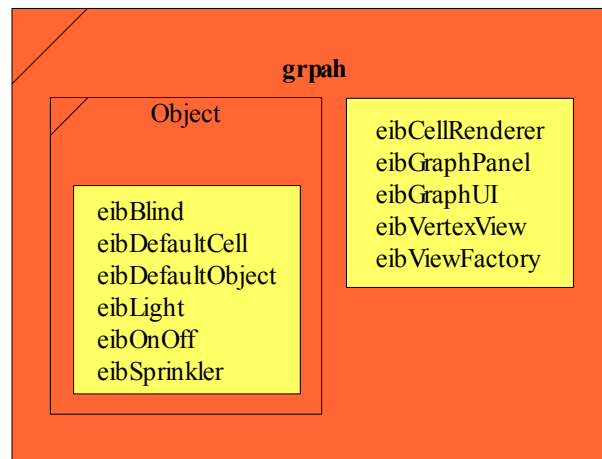 grpah
Object
eibBlind
eibDefaultCell
eibDefaultObject
eibLight
eibOnOff
eibSprinkler
eibCellRenderer
eibGraphPanel
eibGraphUI
eibVertexView
eibViewFactory